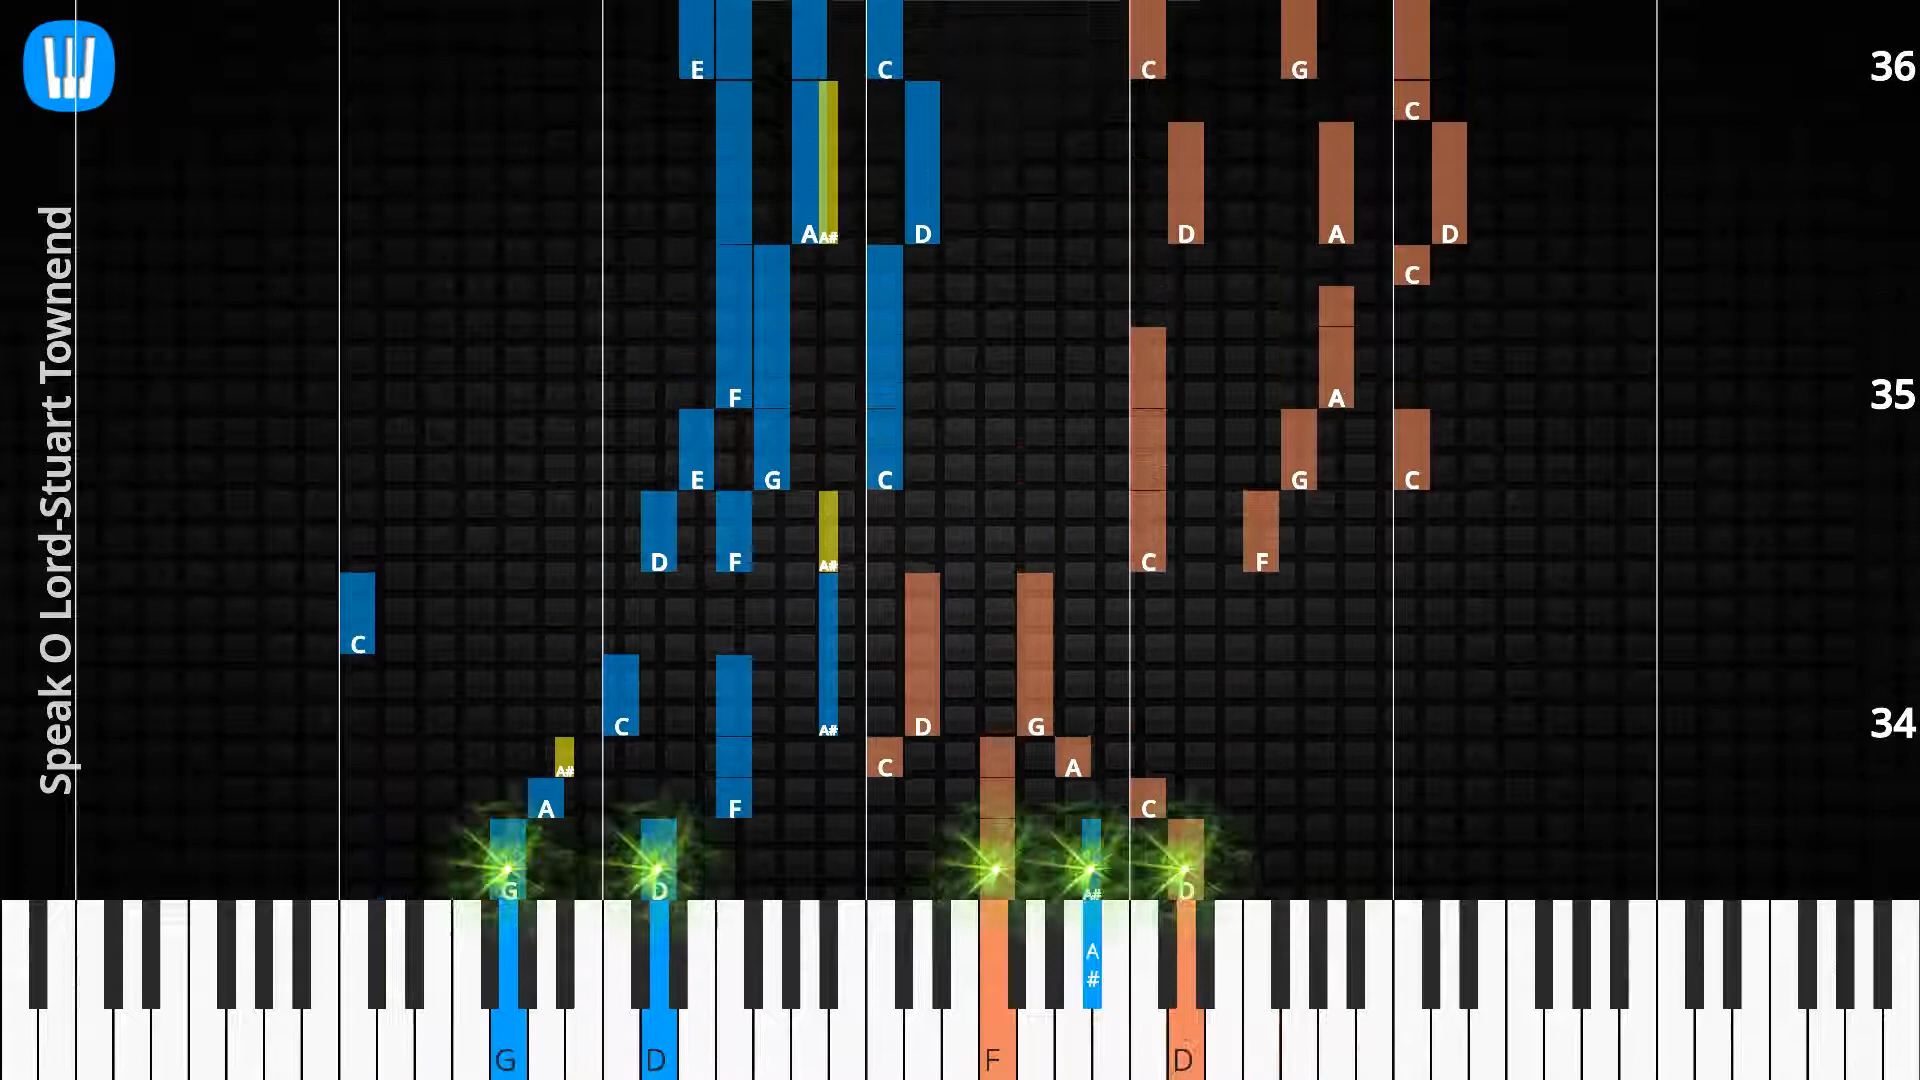 E C C G 36
C
A A# D D A D
C
F A 35
E G C G C
D F A# C F
C
C A# D G 34
A# C A
A F C
G D A# D
A
#
G D F D
Speak O Lord-Stuart Townend